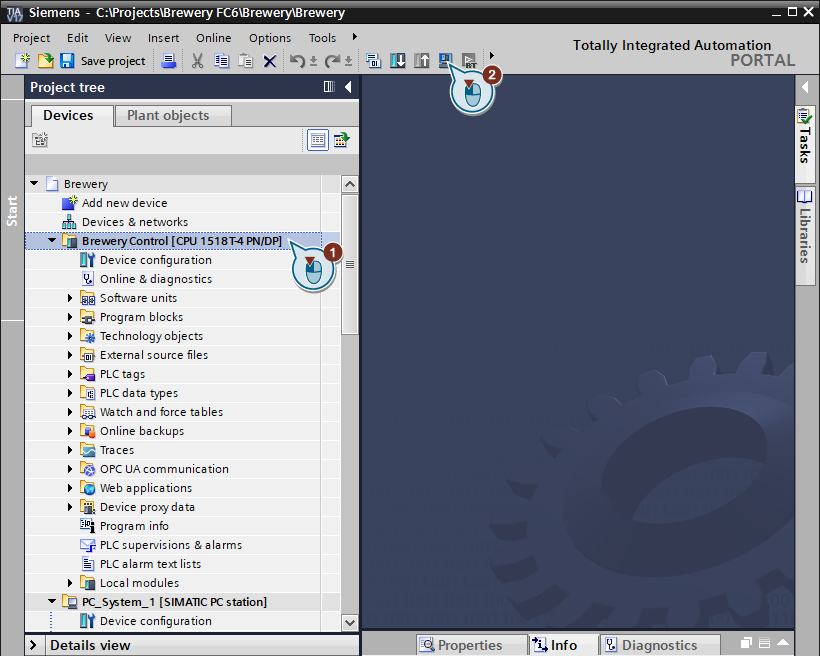 TIA V17 Siemens - C:\Projects\Brewery FC6\Brewery\Brewery
Project Edit View Insert Online Options Tools
Totally Integrated Automation
PORTAL
Save project
RT
2
Project tree
Devices Plant objects
Start
Tasks
Libraries
Brewery
Add new device
Devices & networks
Brewery Control [CPU 1518T-4 PN/DP]
1
Device configuration
Online & diagnostics
Software units
Program blocks
Technology objects
External source files
PLC tags
PLC data types
Watch and force tables
Online backups
Traces
OPC UA communication
Web applications
Device proxy data
Program info
PLC supervisions & alarms
PLC alarm text lists
Local modules
PC_System_1 [SIMATIC PC station]
Device configuration
Details view
Properties Info Diagnostics